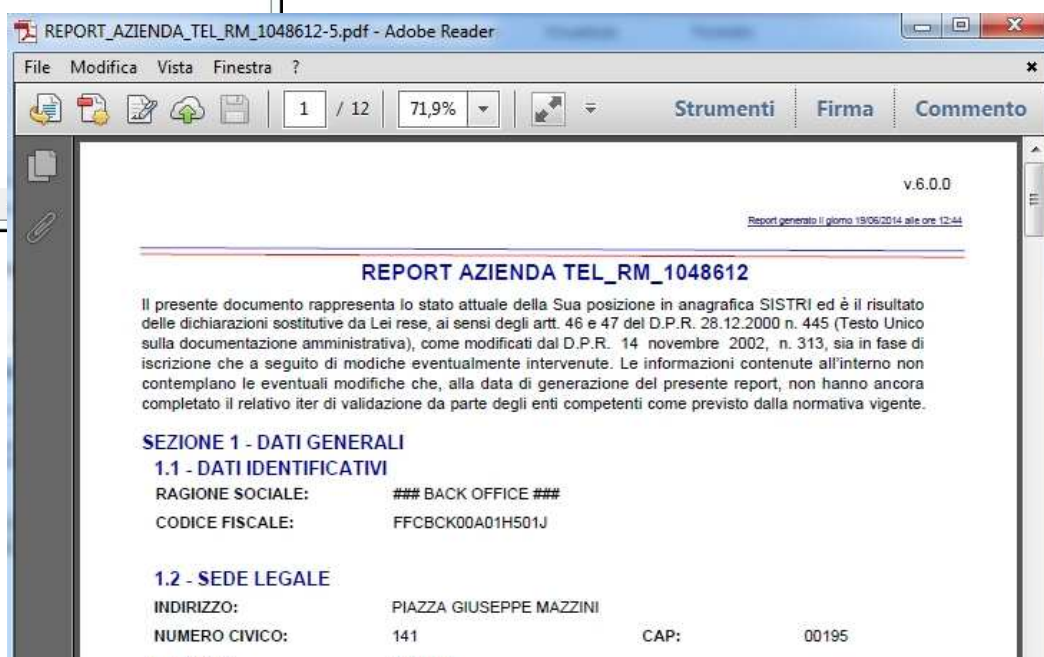 REPORT_AZIENDA_TEL_RM_1048612-5.pdf - Adobe Reader
File Modifica Vista Finestra ?
1 / 12 71,9% Strumenti Firma Commento
v.6.0.0
Report generato il giorno 19/06/2014 alle ore 12:44
REPORT AZIENDA TEL_RM_1048612
Il presente documento rappresenta lo stato attuale della Sua posizione in anagrafica SISTRI ed è il risultato
delle dichiarazioni sostitutive da Lei rese, ai sensi degli artt. 46 e 47 del D.P.R. 28.12.2000 n. 445 (Testo Unico
sulla documentazione amministrativa), come modificati dal D.P.R. 14 novembre 2002, n. 313, sia in fase di
iscrizione che a seguito di modiche eventualmente intervenute. Le informazioni contenute all'interno non
contemplano le eventuali modifiche che, alla data di generazione del presente report, non hanno ancora
completato il relativo iter di validazione da parte degli enti competenti come previsto dalla normativa vigente.
SEZIONE 1 - DATI GENERALI
1.1 - DATI IDENTIFICATIVI
RAGIONE SOCIALE: ### BACK OFFICE ###
CODICE FISCALE: FFCBCK00A01H501J
1.2 - SEDE LEGALE
INDIRIZZO: PIAZZA GIUSEPPE MAZZINI
NUMERO CIVICO: 141 CAP: 00195